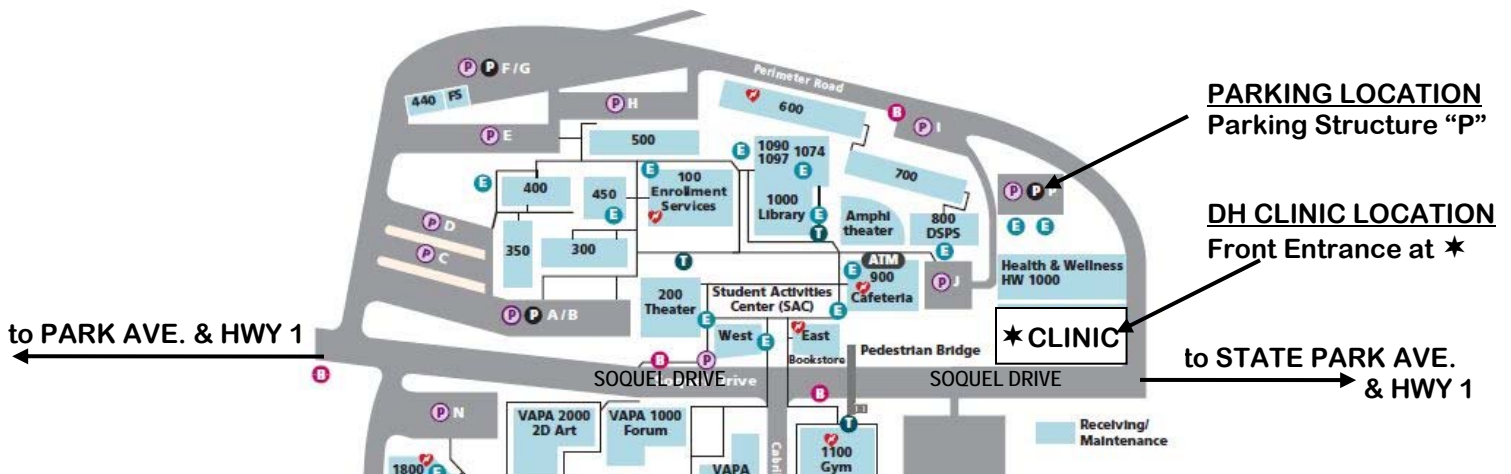 Perimeter Road
P P F/G
440 FS
P H
P E
600
B
P I
500
E
1090 1074
1097
E
700
PARKING LOCATION
Parking Structure “P”
P P P
E E
E
400
450
E
E
100
Enrollment
Services
1000
Library
E
T
Amphi
theater
800
DSPS
E
DH CLINIC LOCATION
Front Entrance at ✶
P D
P C
350
300
T
ATM
E 900
Cafeteria
P J
Health & Wellness
HW 1000
P P A/B
200
Theater
E
Student Activities
Center (SAC)
E
West E
East
Bookstore
Pedestrian Bridge
✶CLINIC
to PARK AVE. & HWY 1
B
B P
SOQUEL DRIVE
Soquel Drive
B
SOQUEL DRIVE
to STATE PARK AVE.
& HWY 1
P N
VAPA 2000
2D Art
VAPA 1000
Forum
VAPA
Cabri
T
1100
Gym
Receiving/
Maintenance
1800 E